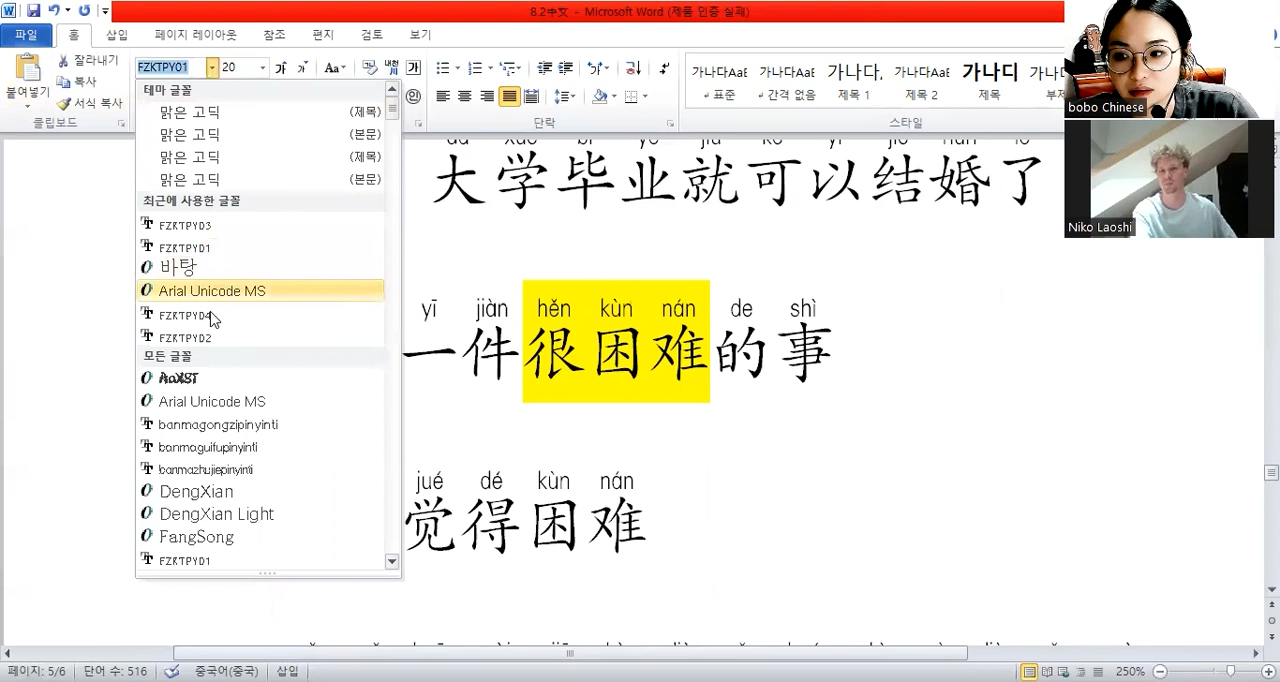 8.2中文 - Microsoft Word (제품 인증 실패)
파일 홈 삽입 페이지 레이아웃 참조 편지 검토 보기
붙여넣기
잘라내기
복사
서식 복사
클립보드
FZKTPY01 20
가나다AaE 가나다AaE 가나다, 가나다AaE 가나디
표준 간격 없음 제목 1 제목 2 제목
단락
스타일
테마 글꼴
맑은 고딕 (제목)
맑은 고딕 (본문)
맑은 고딕 (제목)
맑은 고딕 (본문)
최근에 사용한 글꼴
FZKTPYD3
FZKTPYD1
바탕
Arial Unicode MS
FZKTPYD4
FZKTPYD2
모든 글꼴
AaXST
Arial Unicode MS
banmagongzipinyinti
banmaguifupinyinti
banmazhujiepinyinti
DengXian
DengXian Light
FangSong
FZKTPYD1
大学毕业就可以结婚了
yī jiàn hěn kùn nán de shì
一件很困难的事
jué dé kùn nán
觉得困难
bobo Chinese
Niko Laoshi
페이지: 5/6 단어 수: 516 중국어(중국) 삽입
250%